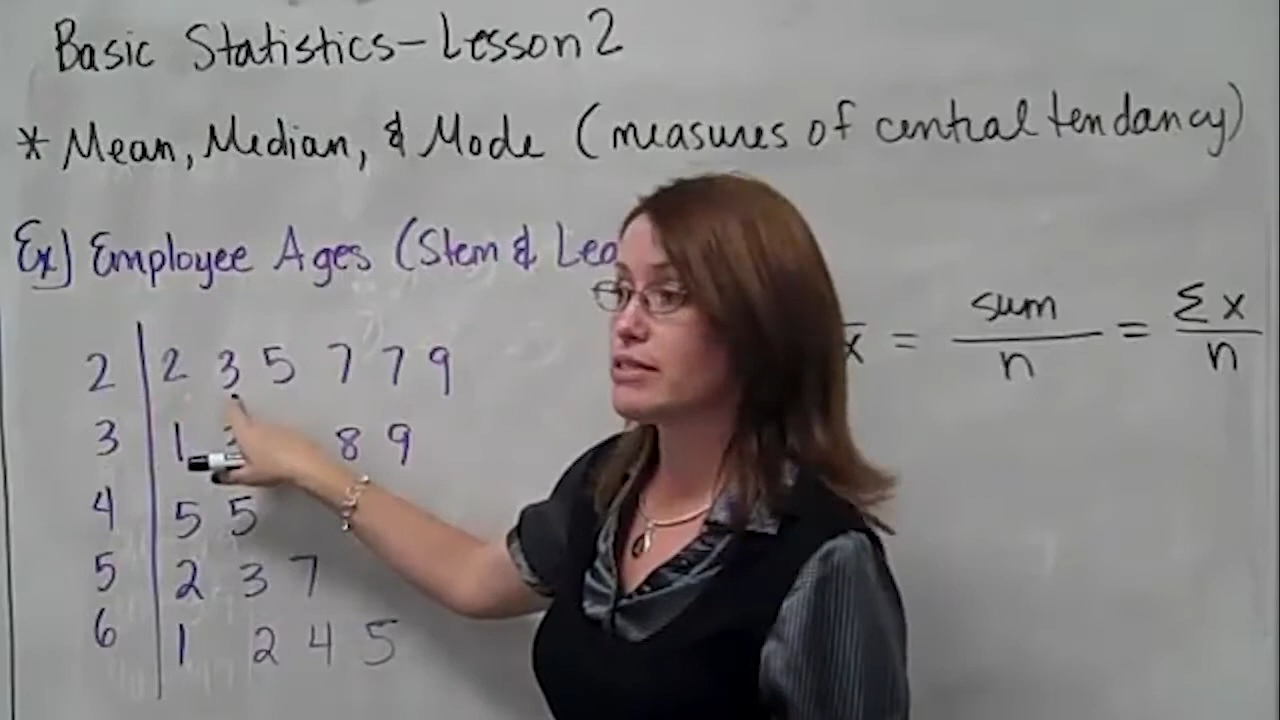 Basic Statistics - Lesson 2
* Mean, Median, & Mode (measures of central tendancy)
Ex) Employee Ages (Stem &
2 | 2 3 5 7 7 9
3 | 1 8 9
4 | 5 5
5 | 2 3 7
6 | 1 2 4 5
x = sum / n = Σx / n